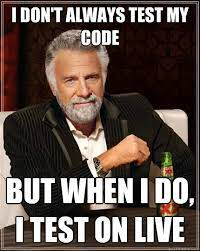 I DON'T ALWAYS TEST MY
CODE
BUT WHEN I DO,
I TEST ON LIVE